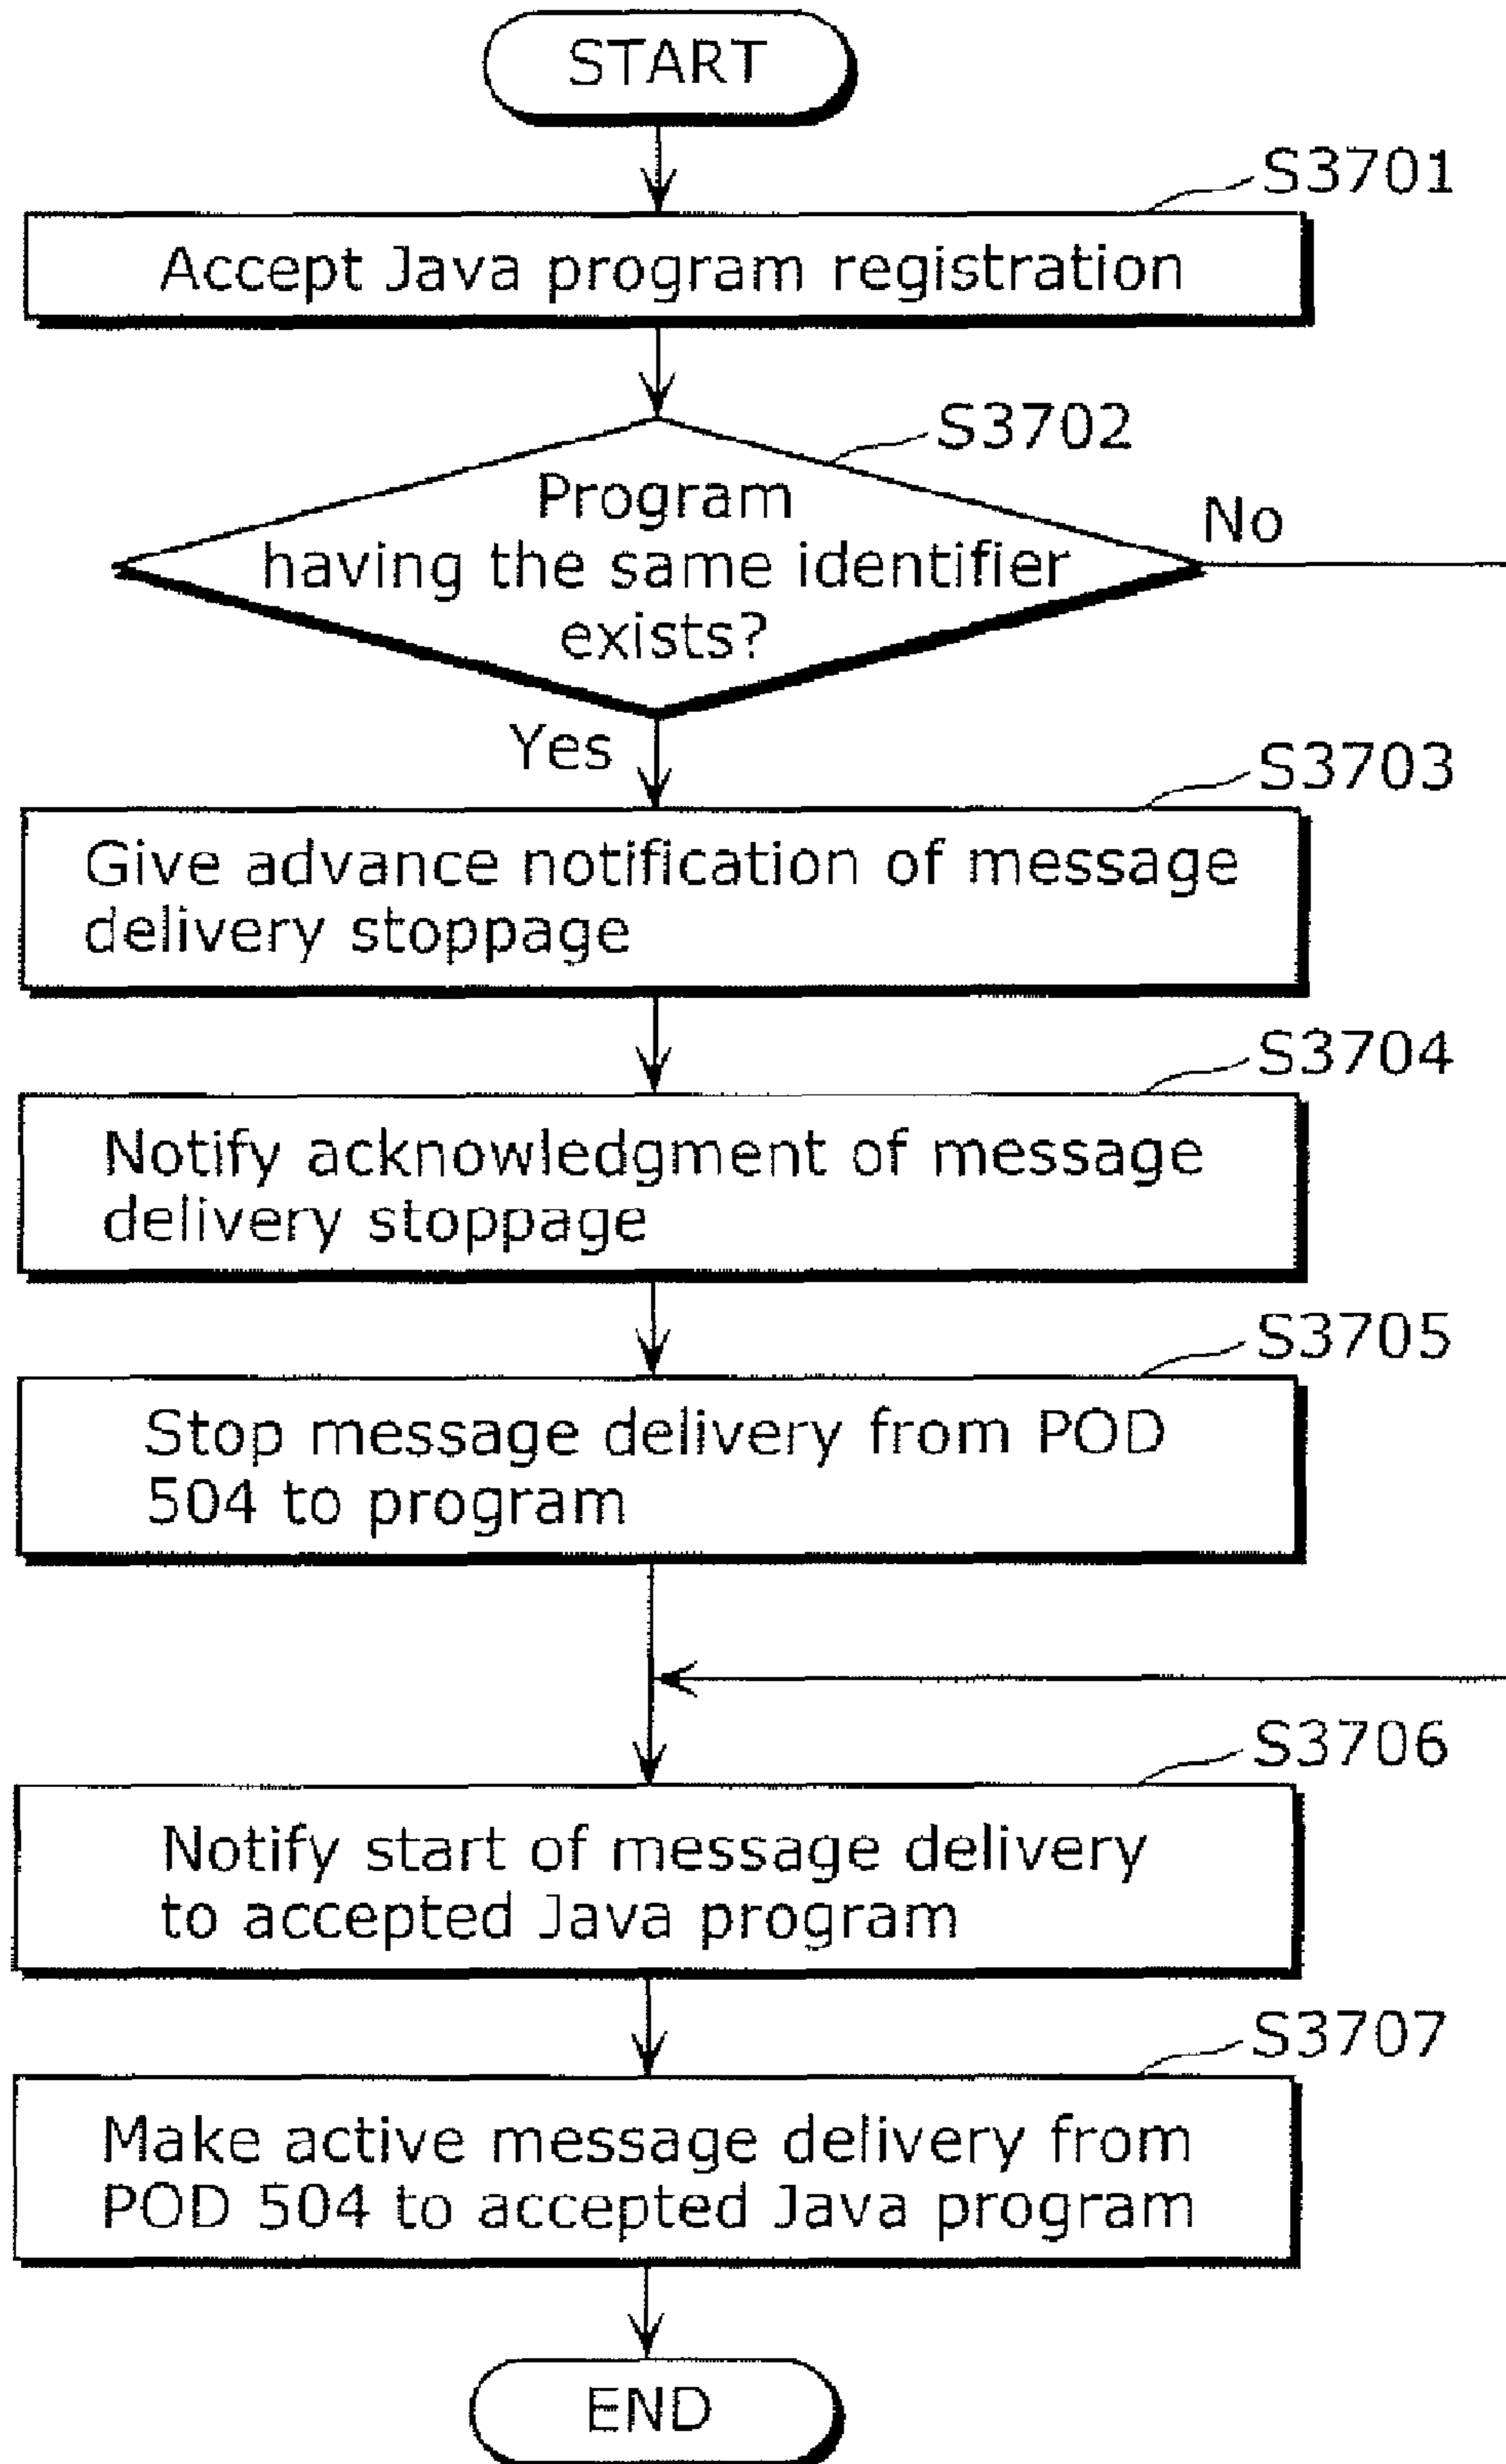 START
S3701
Accept Java program registration
S3702
Program
having the same identifier
exists?
No
Yes
S3703
Give advance notification of message
delivery stoppage
S3704
Notify acknowledgment of message
delivery stoppage
S3705
Stop message delivery from POD
504 to program
S3706
Notify start of message delivery
to accepted Java program
S3707
Make active message delivery from
POD 504 to accepted Java program
END